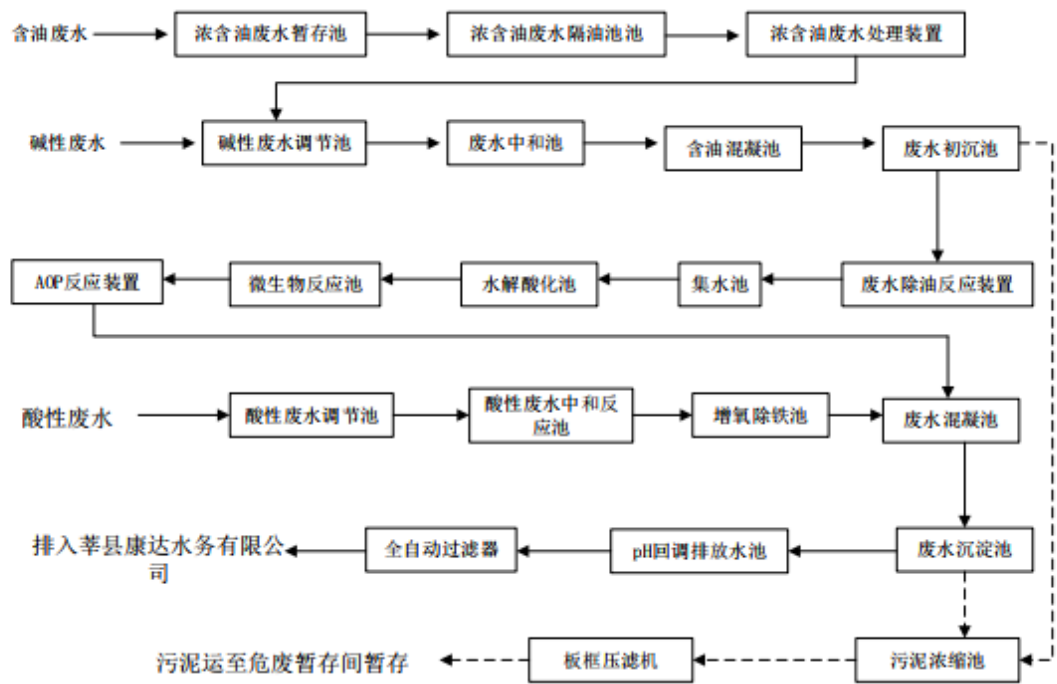 含油废水
浓含油废水暂存池
浓含油废水隔油池池
浓含油废水处理装置
碱性废水
碱性废水调节池
废水中和池
含油混凝池
废水初沉池
AOP反应装置
微生物反应池
水解酸化池
集水池
废水除油反应装置
酸性废水
酸性废水调节池
酸性废水中和反
应池
增氧除铁池
废水混凝池
排入莘县康达水务有限公
司
全自动过滤器
pH回调排放水池
废水沉淀池
污泥运至危废暂存间暂存
板框压滤机
污泥浓缩池